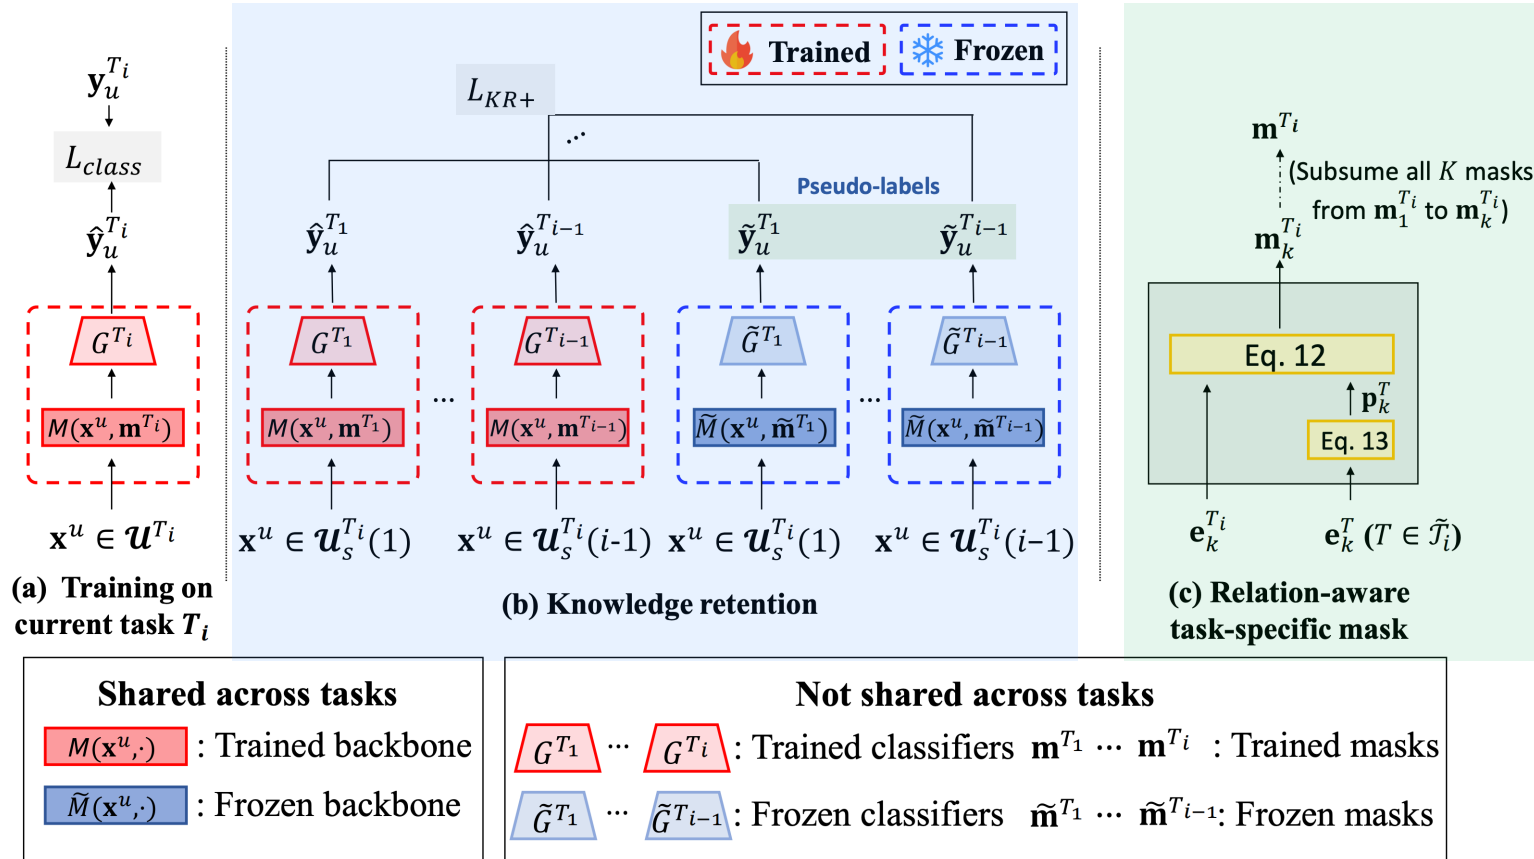 Trained Frozen
y_u^{T_i}
L_{class}
ŷ_u^{T_i}
G^{T_i}
M(x^u, m^{T_i})
x^u ∈ 𝓤^{T_i}
(a) Training on
current task T_i
L_{KR+}
...
Pseudo-labels
ŷ_u^{T_1} ŷ_u^{T_{i-1}} ỹ_u^{T_1} ỹ_u^{T_{i-1}}
G^{T_1} G^{T_{i-1}} G̃^{T_1} G̃^{T_{i-1}}
... ...
M(x^u, m^{T_1}) M(x^u, m^{T_{i-1}}) M̃(x^u, m̃^{T_1}) M̃(x^u, m̃^{T_{i-1}})
x^u ∈ 𝓤_s^{T_i}(1) x^u ∈ 𝓤_s^{T_i}(i-1) x^u ∈ 𝓤_s^{T_i}(1) x^u ∈ 𝓤_s^{T_i}(i−1)
(b) Knowledge retention
m^{T_i}
(Subsume all K masks
from m_1^{T_i} to m_k^{T_i})
m_k^{T_i}
Eq. 12
p_k^T
Eq. 13
e_k^{T_i} e_k^T (T ∈ 𝒯̃_i)
(c) Relation-aware
task-specific mask
Shared across tasks
M(x^u,·) : Trained backbone
M̃(x^u,·) : Frozen backbone
Not shared across tasks
G^{T_1} ... G^{T_i} : Trained classifiers m^{T_1} ... m^{T_i} : Trained masks
G̃^{T_1} ... G̃^{T_{i−1}} : Frozen classifiers m̃^{T_1} ... m̃^{T_{i−1}}: Frozen masks